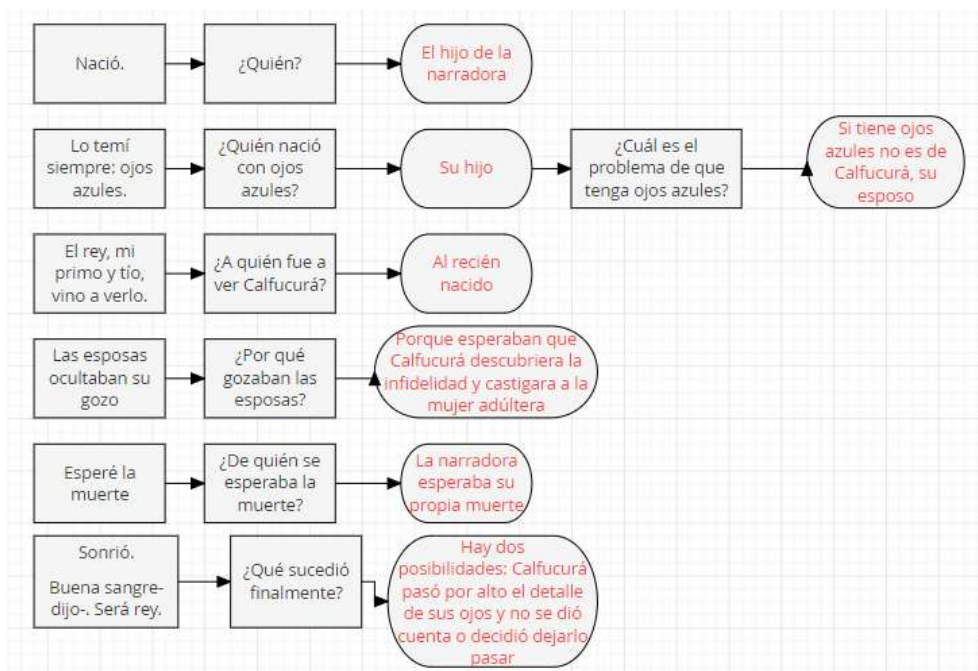 Nació.
¿Quién?
El hijo de la
narradora
Lo temí
siempre: ojos
azules.
¿Quién nació
con ojos
azules?
Su hijo
¿Cuál es el
problema de que
tenga ojos azules?
Si tiene ojos
azules no es de
Calfucurá, su
esposo
El rey, mi
primo y tío,
vino a verlo.
¿A quién fue a
ver Calfucurá?
Al recién
nacido
Las esposas
ocultaban su
gozo
¿Por qué
gozaban las
esposas?
Porque esperaban que
Calfucurá descubriera la
infidelidad y castigara a la
mujer adúltera
Esperé la
muerte
¿De quién se
esperaba la
muerte?
La narradora
esperaba su
propia muerte
Sonrió.
Buena sangre-
dijo-. Será rey.
¿Qué sucedió
finalmente?
Hay dos
posibilidades: Calfucurá
pasó por alto el detalle
de sus ojos y no se dió
cuenta o decidió dejarlo
pasar